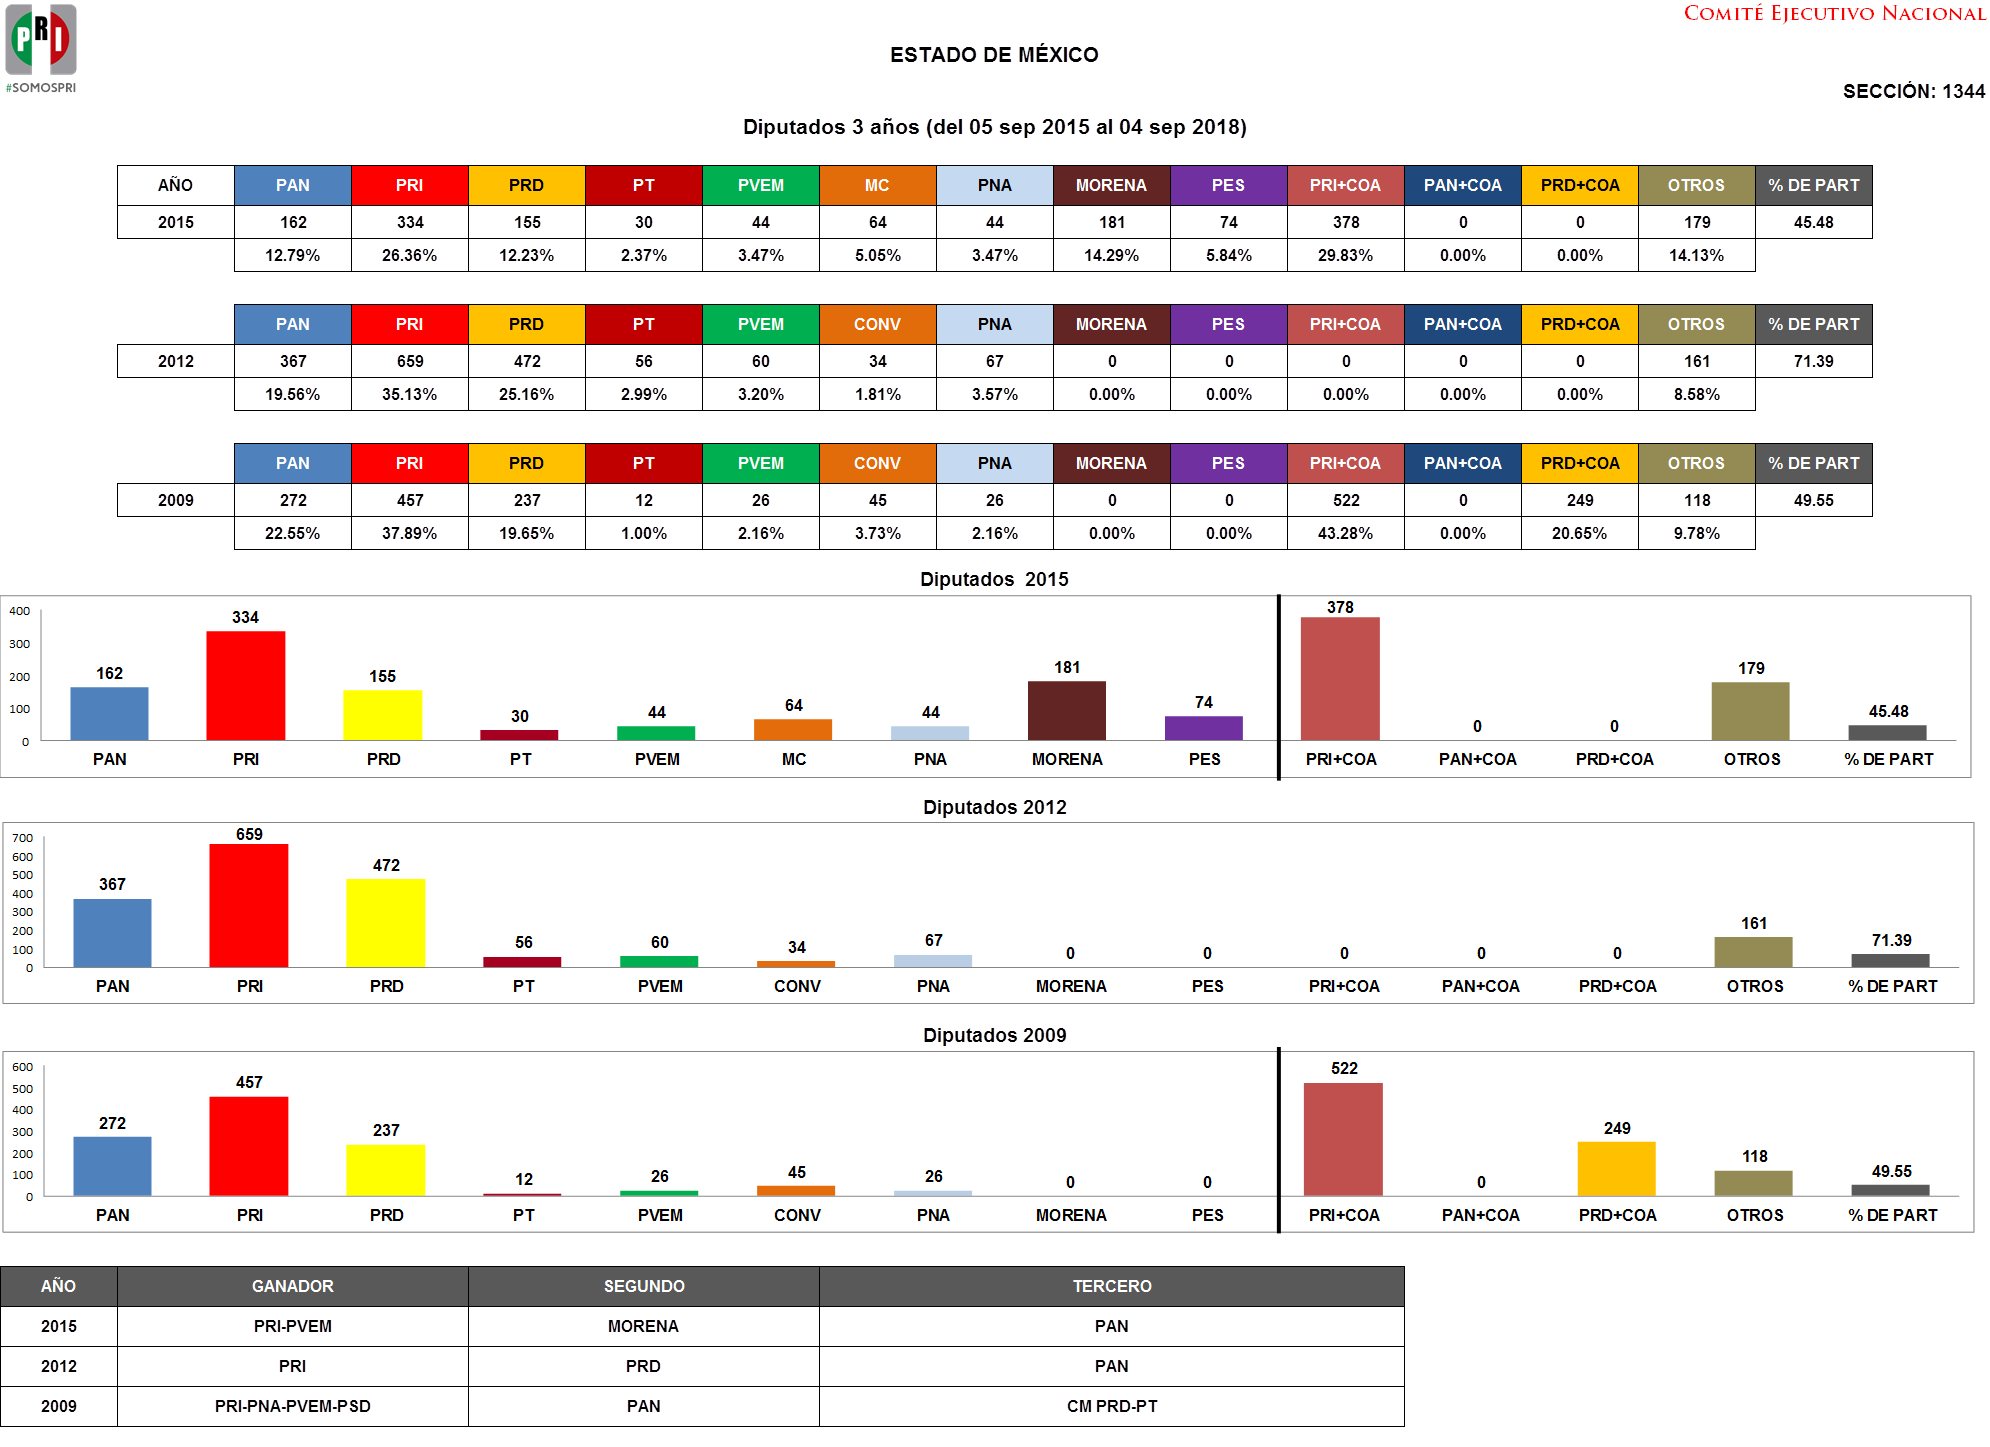 PRI
#SOMOSPRI
COMITÉ EJECUTIVO NACIONAL
ESTADO DE MÉXICO
SECCIÓN: 1344
Diputados 3 años (del 05 sep 2015 al 04 sep 2018)
AÑO PAN PRI PRD PT PVEM MC PNA MORENA PES PRI+COA PAN+COA PRD+COA OTROS % DE PART
2015 162 334 155 30 44 64 44 181 74 378 0 0 179 45.48
12.79% 26.36% 12.23% 2.37% 3.47% 5.05% 3.47% 14.29% 5.84% 29.83% 0.00% 0.00% 14.13%
PAN PRI PRD PT PVEM CONV PNA MORENA PES PRI+COA PAN+COA PRD+COA OTROS % DE PART
2012 367 659 472 56 60 34 67 0 0 0 0 0 161 71.39
19.56% 35.13% 25.16% 2.99% 3.20% 1.81% 3.57% 0.00% 0.00% 0.00% 0.00% 0.00% 8.58%
PAN PRI PRD PT PVEM CONV PNA MORENA PES PRI+COA PAN+COA PRD+COA OTROS % DE PART
2009 272 457 237 12 26 45 26 0 0 522 0 249 118 49.55
22.55% 37.89% 19.65% 1.00% 2.16% 3.73% 2.16% 0.00% 0.00% 43.28% 0.00% 20.65% 9.78%
Diputados 2015
400
300
200
100
0
162 334 155 30 44 64 44 181 74 378 0 0 179 45.48
PAN PRI PRD PT PVEM MC PNA MORENA PES PRI+COA PAN+COA PRD+COA OTROS % DE PART
Diputados 2012
700
600
500
400
300
200
100
0
367 659 472 56 60 34 67 0 0 0 0 0 161 71.39
PAN PRI PRD PT PVEM CONV PNA MORENA PES PRI+COA PAN+COA PRD+COA OTROS % DE PART
Diputados 2009
600
500
400
300
200
100
0
272 457 237 12 26 45 26 0 0 522 0 249 118 49.55
PAN PRI PRD PT PVEM CONV PNA MORENA PES PRI+COA PAN+COA PRD+COA OTROS % DE PART
AÑO GANADOR SEGUNDO TERCERO
2015 PRI-PVEM MORENA PAN
2012 PRI PRD PAN
2009 PRI-PNA-PVEM-PSD PAN CM PRD-PT